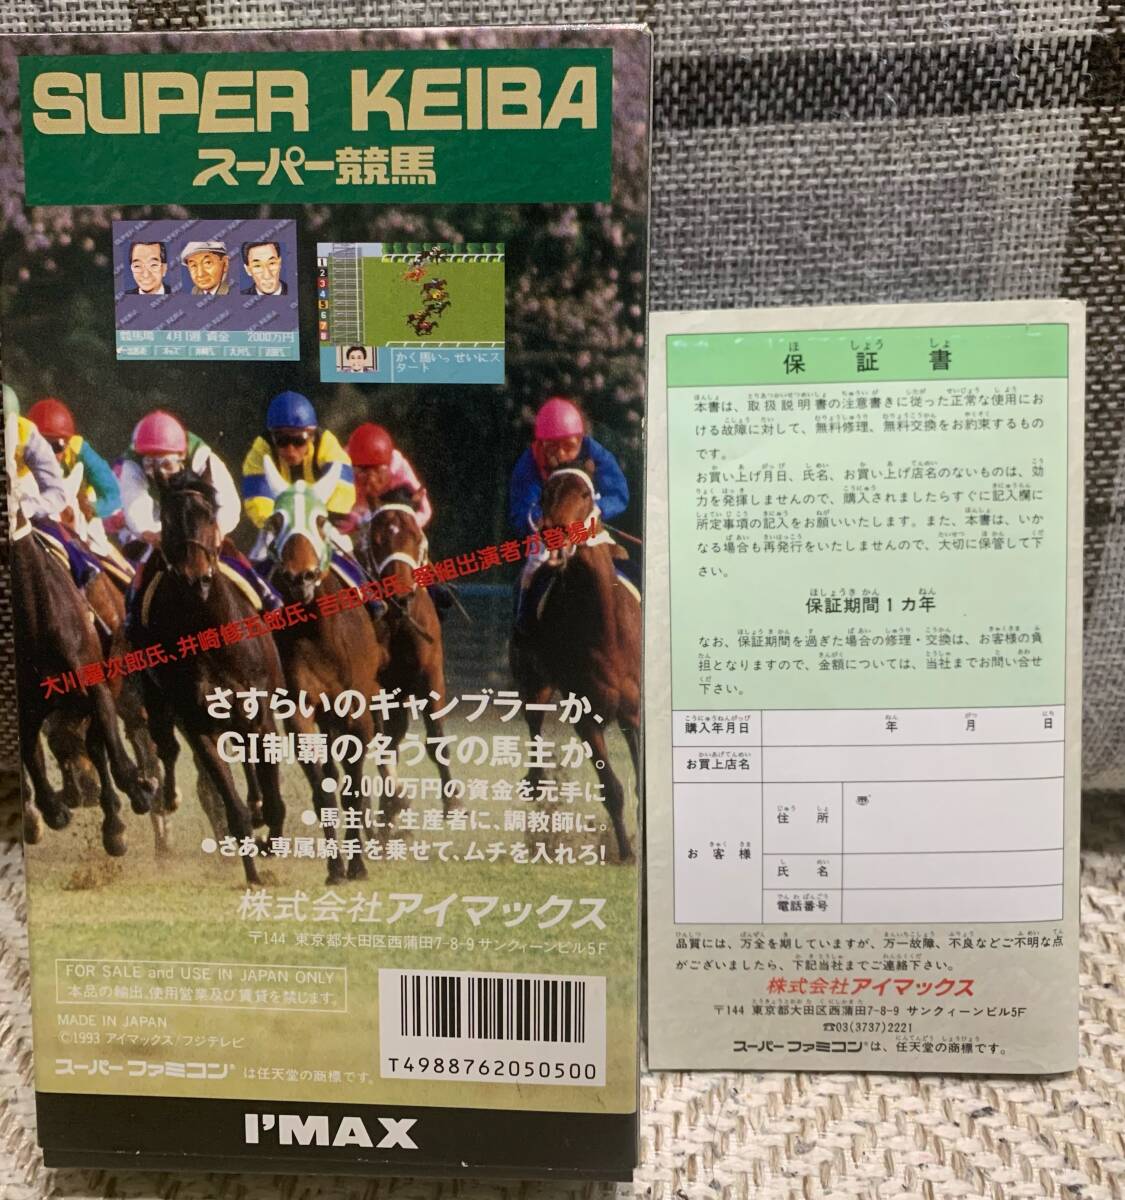 SUPER KEIBA
スーパー競馬
SUPER KEIBA
競馬場 4月1週 資金 2000万円
1
2
3
4
5
6
7
8
かく馬いっせいにス
タート
大川慶次郎氏、井崎脩五郎氏、吉田均氏、番組出演者が登場!
さすらいのギャンブラーか、
GI制覇の名うての馬主か。
●2,000万円の資金を元手に
●馬主に、生産者に、調教師に。
●さあ、専属騎手を乗せて、ムチを入れろ!
株式会社アイマックス
〒144 東京都大田区西蒲田7-8-9 サンクィーンビル5F
FOR SALE and USE IN JAPAN ONLY
本品の輸出、使用営業及び賃貸を禁じます。
MADE IN JAPAN
©1993 アイマックス/フジテレビ
スーパーファミコン®は任天堂の商標です。
T4988762050500
I'MAX
保証書
本書は、取扱説明書の注意書きに従った正常な使用にお
ける故障に対して、無料修理、無料交換をお約束するもの
です。
お買い上げ月日、氏名、お買い上げ店名のないものは、効
力を発揮しませんので、購入されましたらすぐに記入欄に
所定事項の記入をお願いいたします。また、本書は、いか
なる場合も再発行をいたしませんので、大切に保管して下
さい。
保証期間1カ年
なお、保証期間を過ぎた場合の修理・交換は、お客様の負
担となりますので、金額については、当社までお問い合せ
下さい。
購入年月日 年 月 日
お買上店名
お客様
住所 〒
氏名
電話番号
品質には、万全を期していますが、万一故障、不良などご不明な点
がございましたら、下記当社までご連絡下さい。
株式会社アイマックス
〒144 東京都大田区西蒲田7-8-9 サンクィーンビル5F
☎03(3737)2221
スーパーファミコン®は、任天堂の商標です。